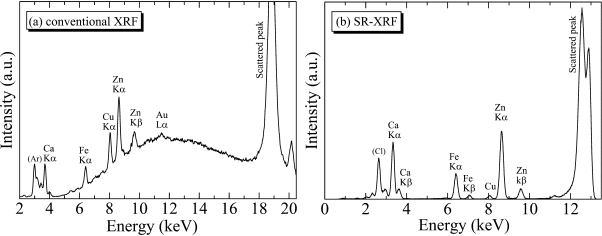 (a) conventional XRF
Intensity (a.u.)
(Ar)
Ca
Kα
Fe
Kα
Cu
Kα
Zn
Kα
Zn
Kβ
Au
Lα
Scattered peak
2 4 6 8 10 12 14 16 18 20
Energy (keV)
(b) SR-XRF
Intensity (a.u.)
(Cl)
Ca
Kα
Ca
Kβ
Fe
Kα
Fe
Kβ
Cu
Zn
Kα
Zn
kβ
Scattered peak
0 2 4 6 8 10 12
Energy (keV)